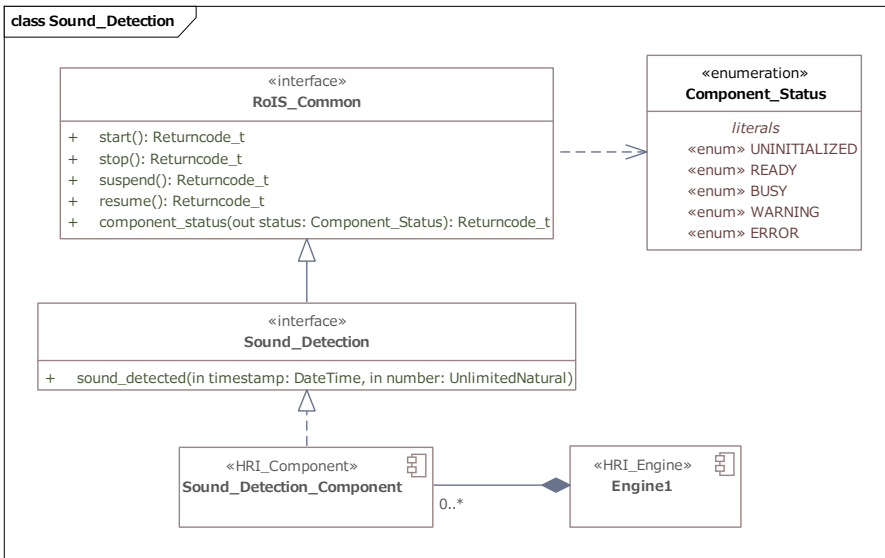 class Sound_Detection
«interface»
RoIS_Common
+ start(): Returncode_t
+ stop(): Returncode_t
+ suspend(): Returncode_t
+ resume(): Returncode_t
+ component_status(out status: Component_Status): Returncode_t
«enumeration»
Component_Status
literals
«enum» UNINITIALIZED
«enum» READY
«enum» BUSY
«enum» WARNING
«enum» ERROR
«interface»
Sound_Detection
+ sound_detected(in timestamp: DateTime, in number: UnlimitedNatural)
«HRI_Component»
Sound_Detection_Component
0..*
«HRI_Engine»
Engine1